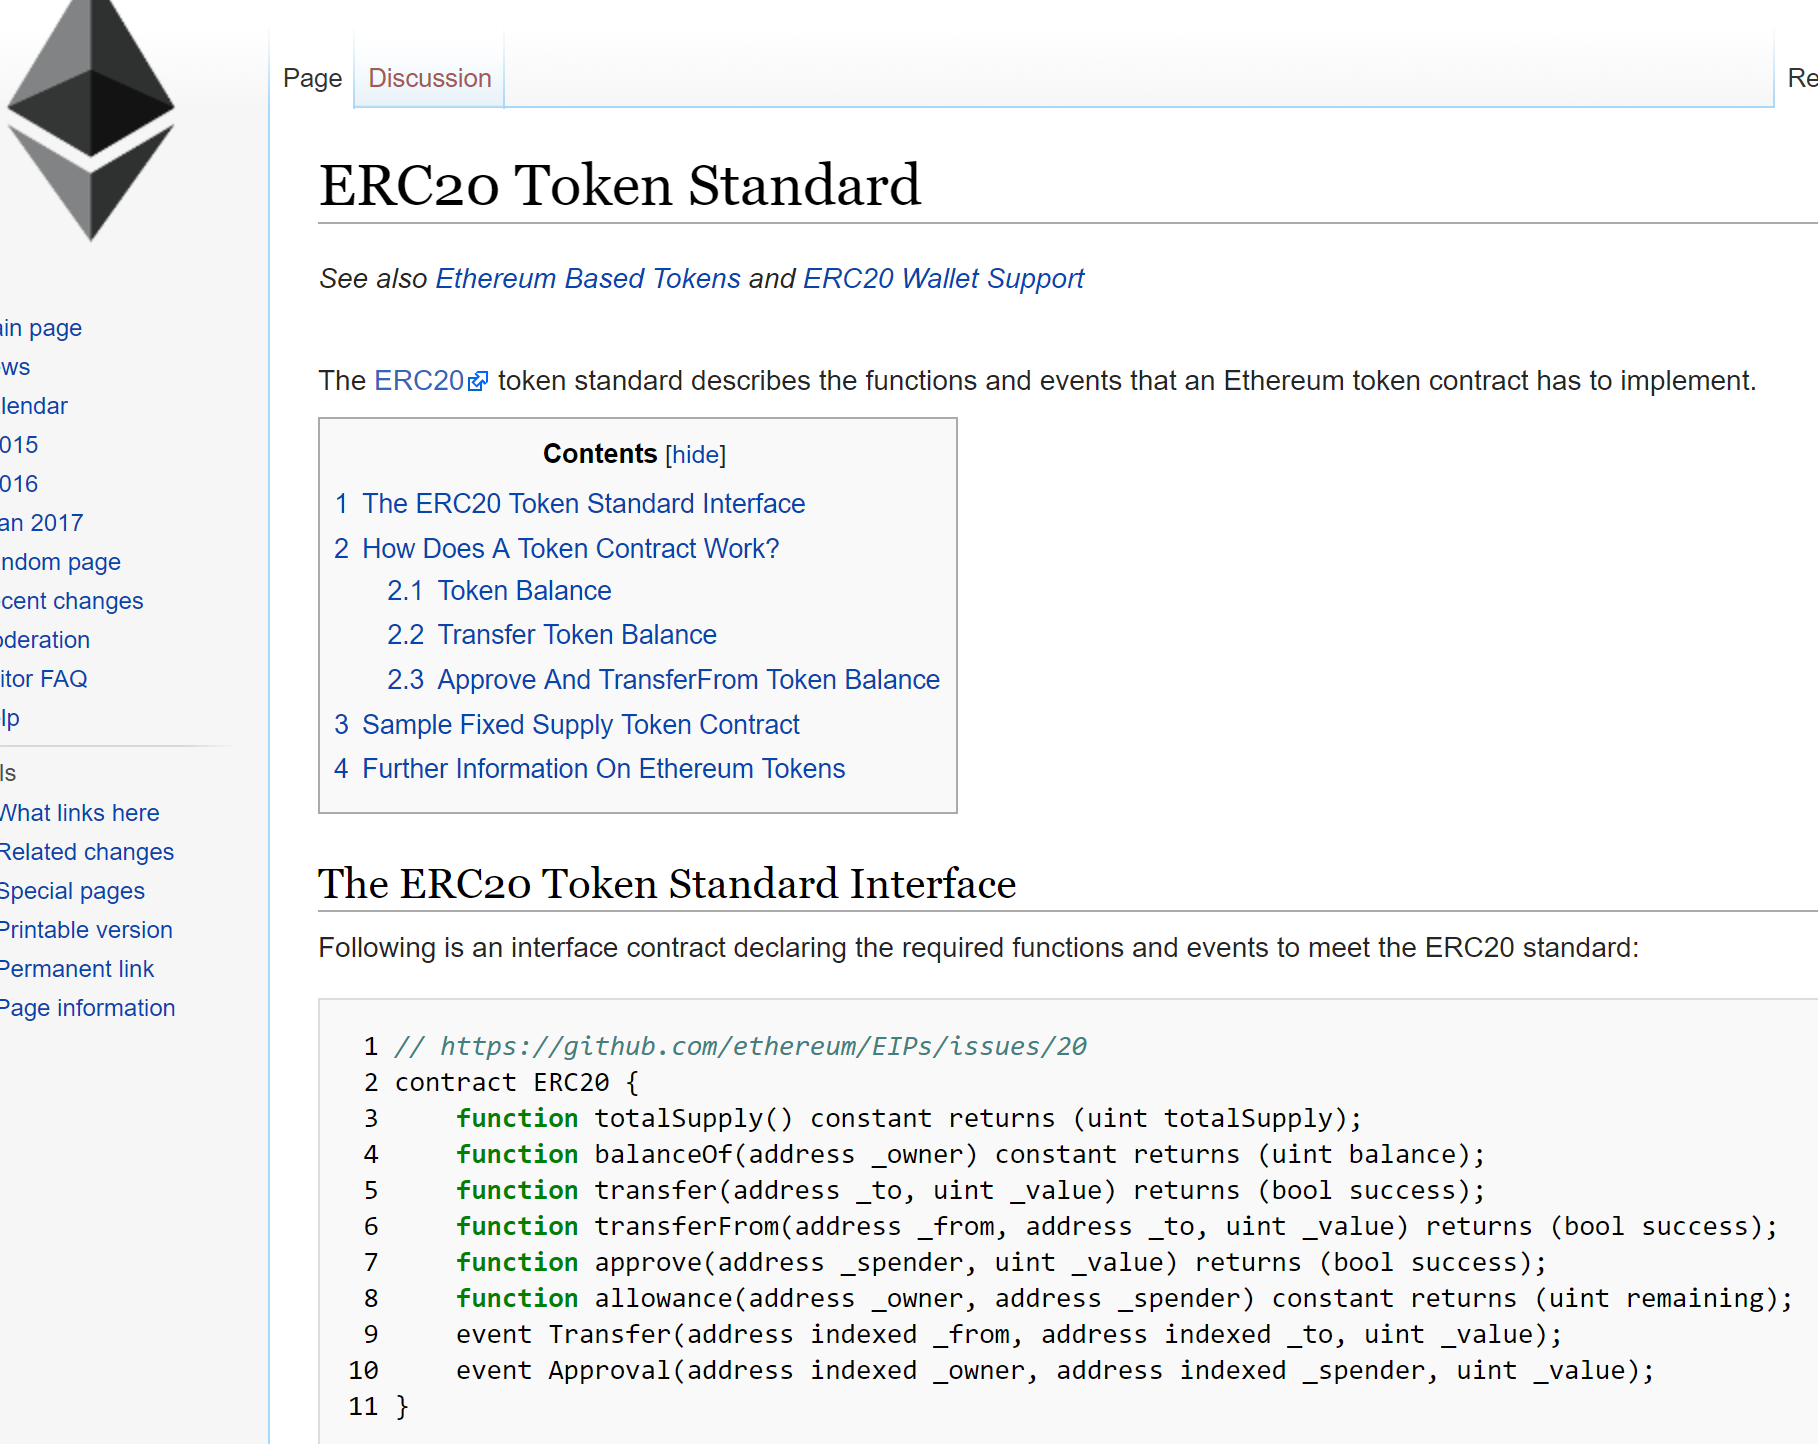 Page
Discussion
Re
ERC20 Token Standard
See also Ethereum Based Tokens and ERC20 Wallet Support
The ERC20 token standard describes the functions and events that an Ethereum token contract has to implement.
Contents [hide]
1 The ERC20 Token Standard Interface
2 How Does A Token Contract Work?
2.1 Token Balance
2.2 Transfer Token Balance
2.3 Approve And TransferFrom Token Balance
3 Sample Fixed Supply Token Contract
4 Further Information On Ethereum Tokens
The ERC20 Token Standard Interface
Following is an interface contract declaring the required functions and events to meet the ERC20 standard:
1 // https://github.com/ethereum/EIPs/issues/20
2 contract ERC20 {
3     function totalSupply() constant returns (uint totalSupply);
4     function balanceOf(address _owner) constant returns (uint balance);
5     function transfer(address _to, uint _value) returns (bool success);
6     function transferFrom(address _from, address _to, uint _value) returns (bool success);
7     function approve(address _spender, uint _value) returns (bool success);
8     function allowance(address _owner, address _spender) constant returns (uint remaining);
9     event Transfer(address indexed _from, address indexed _to, uint _value);
10     event Approval(address indexed _owner, address indexed _spender, uint _value);
11 }
ain page
ws
lendar
015
016
an 2017
ndom page
cent changes
oderation
itor FAQ
lp
ls
What links here
Related changes
Special pages
Printable version
Permanent link
Page information